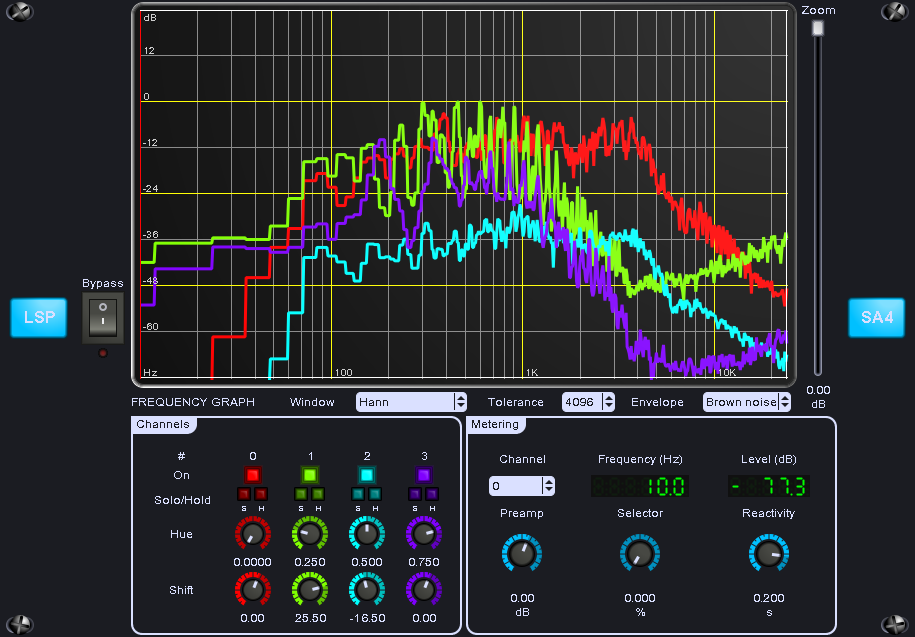 Zoom
dB
12
0
-12
-24
-36
-48
-60
Hz 100 1K 10K
Bypass
LSP
SA4
0.00
dB
FREQUENCY GRAPH Window Hann Tolerance 4096 Envelope Brown noise
Channels
# 0 1 2 3
On
Solo/Hold
S H S H S H S H
Hue
0.0000 0.250 0.500 0.750
Shift
0.00 25.50 -16.50 0.00
Metering
Channel Frequency (Hz) Level (dB)
0 10.0 - 77.3
Preamp Selector Reactivity
0.00 0.000 0.200
dB % s